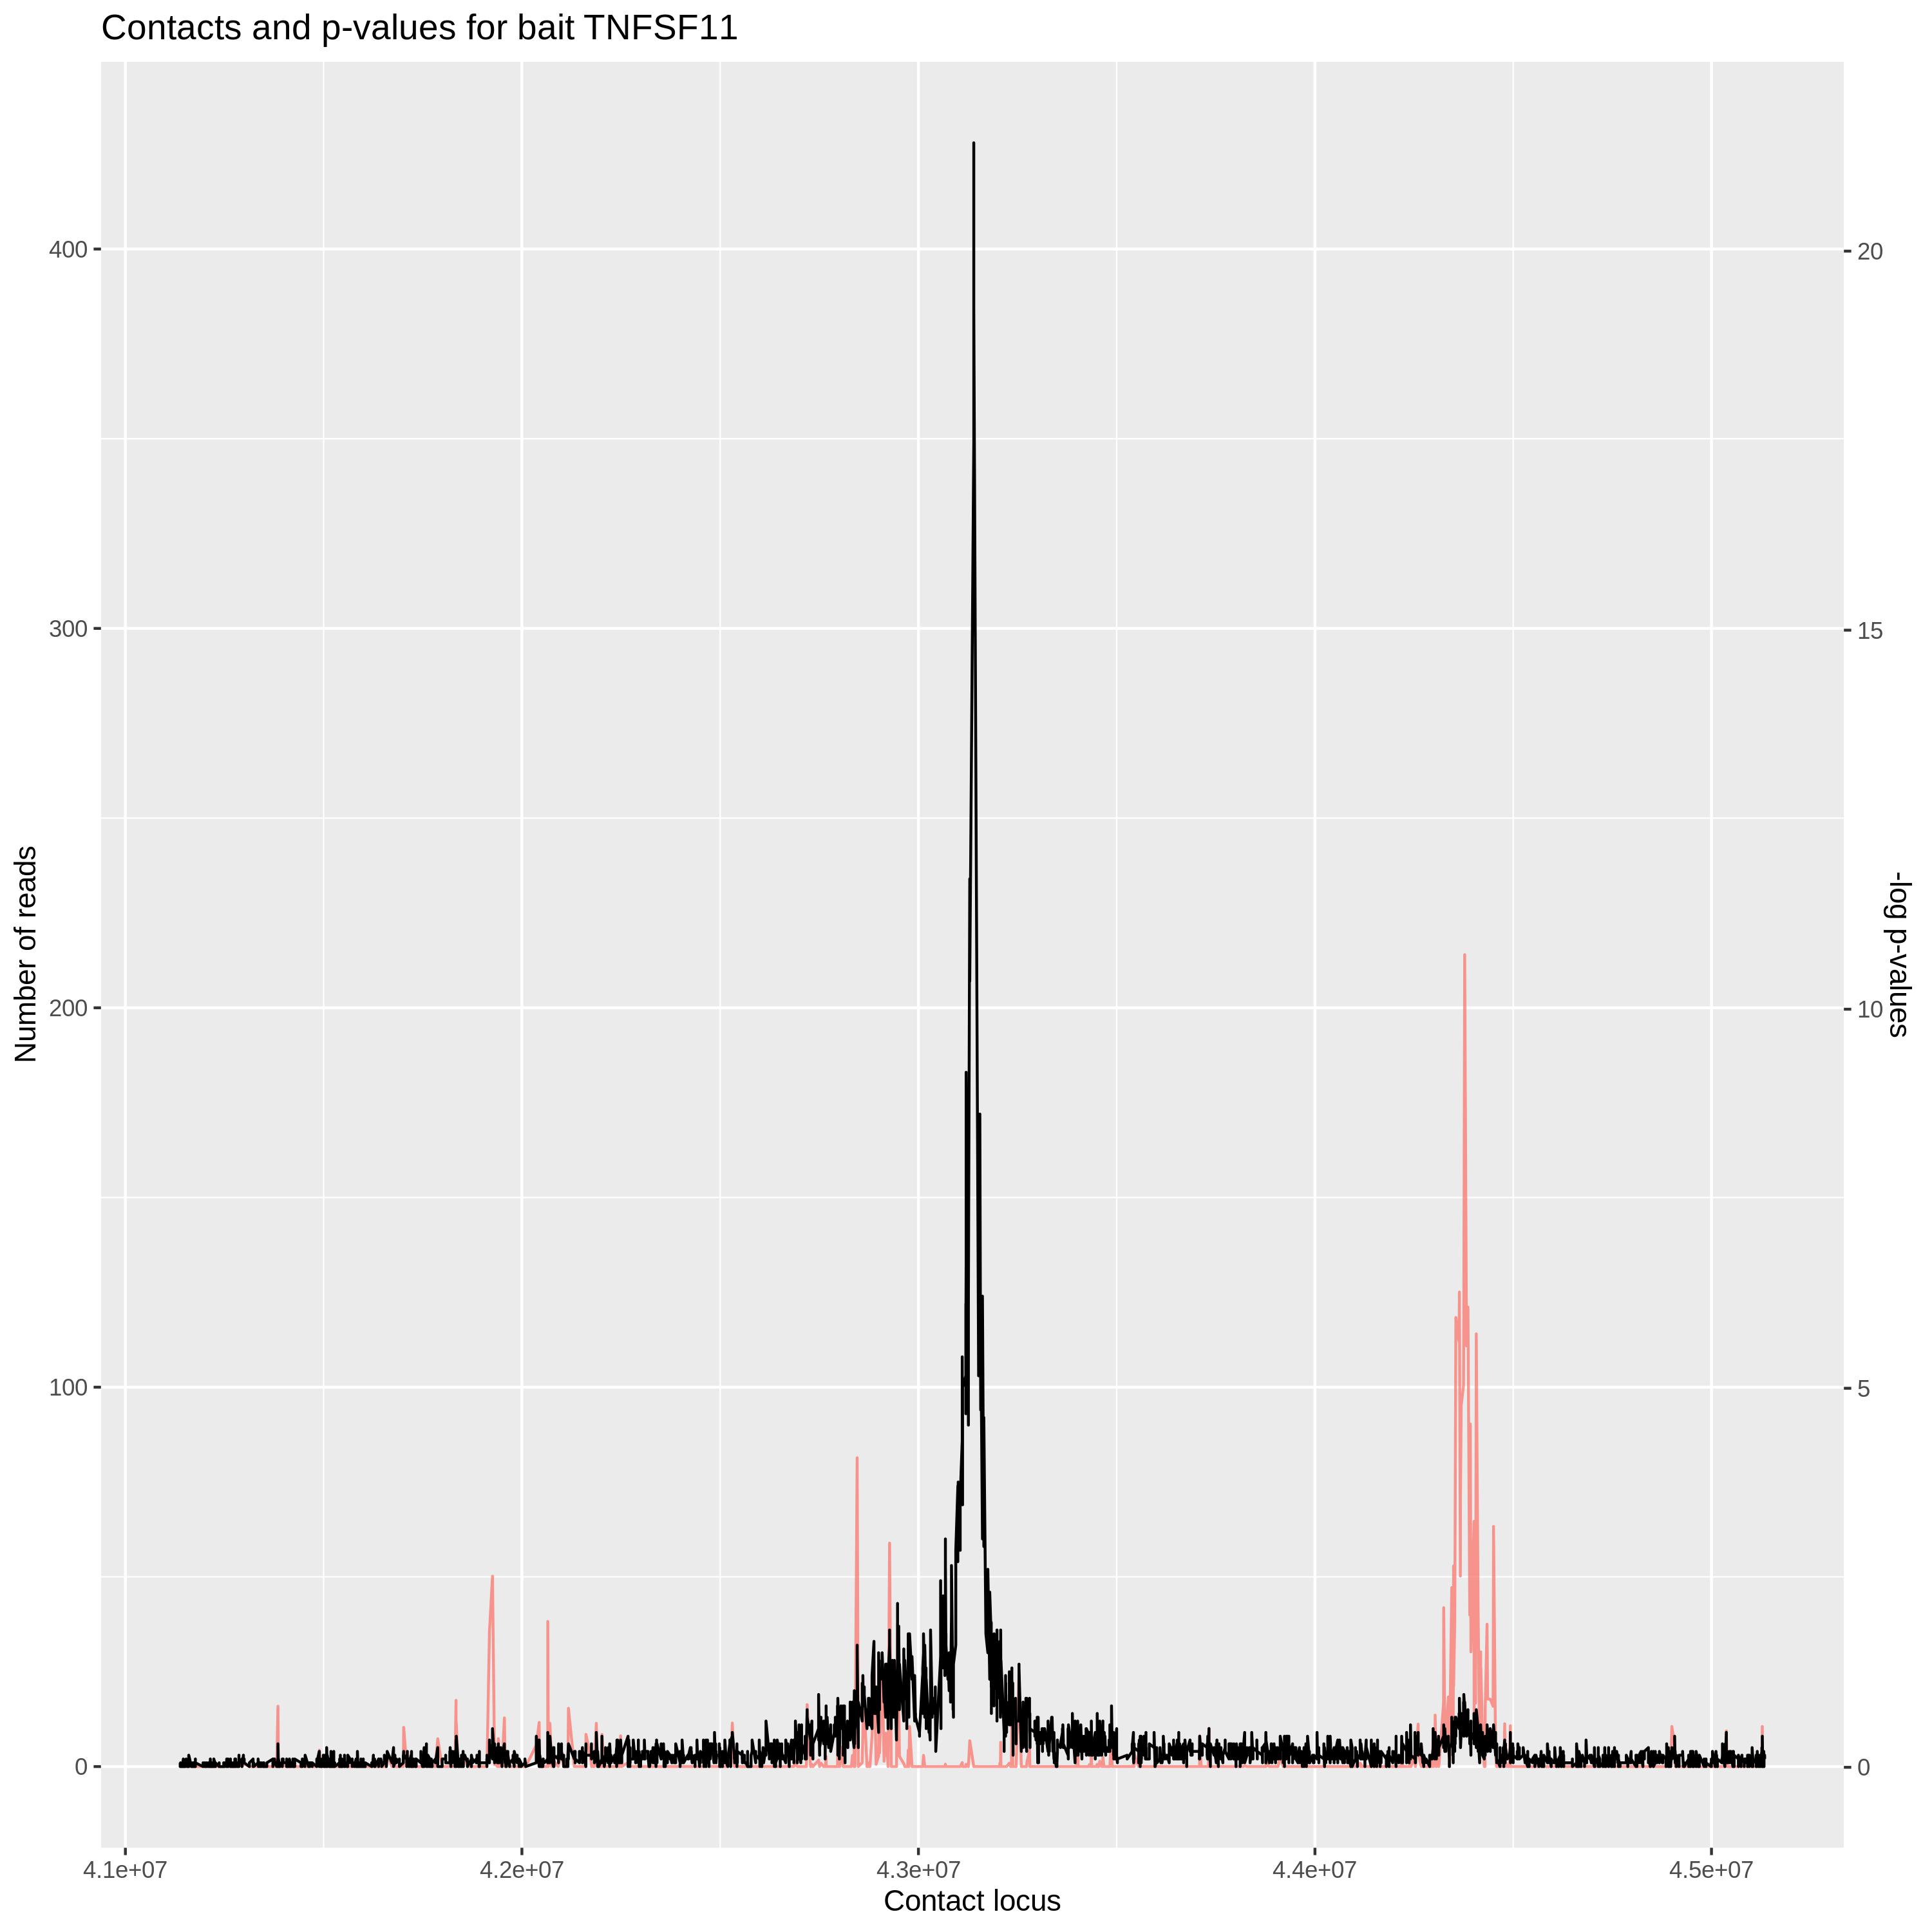 Contacts and p-values for bait TNFSF11
400
300
200
100
0
Number of reads
20
15
10
5
0
-log p-values
4.1e+07
4.2e+07
4.3e+07
4.4e+07
4.5e+07
Contact locus